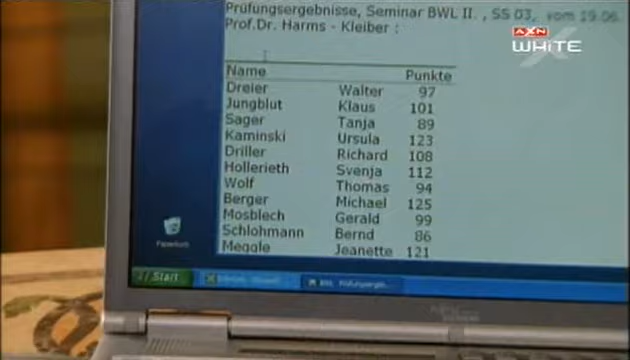 Prüfungsergebnisse, Seminar BWL II. , SS 03, vom 19.06.
Prof.Dr. Harms - Kleiber :
AXN
WHITE
Name Punkte
Dreier Walter 97
Jungblut Klaus 101
Sager Tanja 89
Kaminski Ursula 123
Driller Richard 108
Hollerieth Svenja 112
Wolf Thomas 94
Berger Michael 125
Mosblech Gerald 99
Schlohmann Bernd 86
Meggle Jeanette 121
Papierkorb
Start